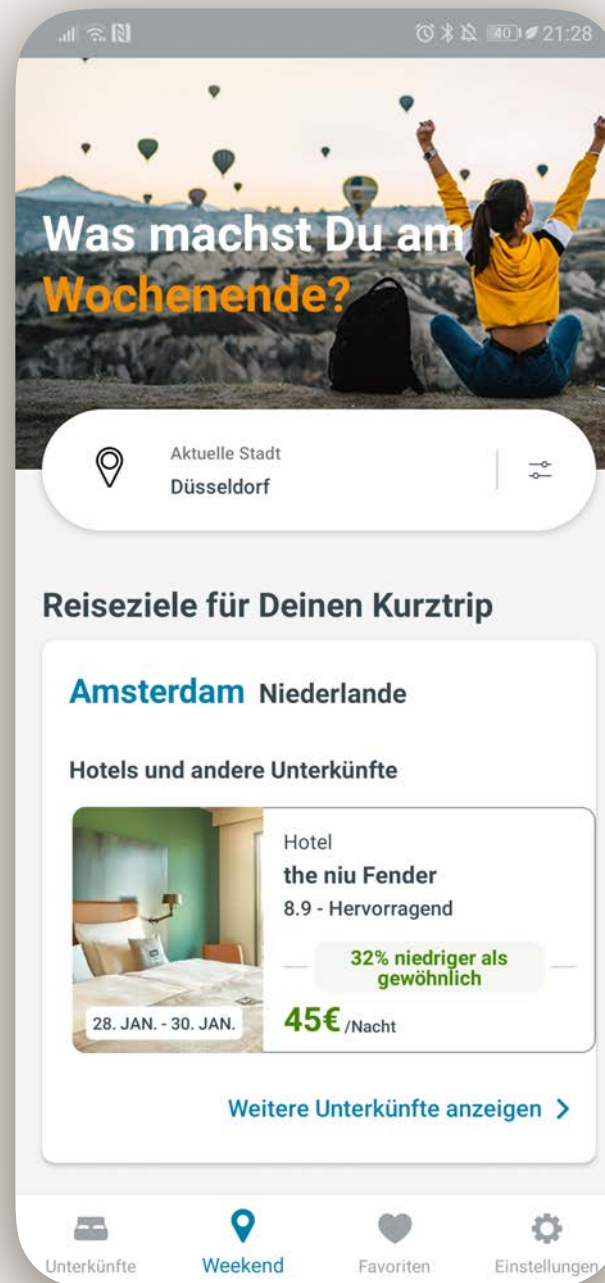 40 21:28
Was machst Du am
Wochenende?
Aktuelle Stadt
Düsseldorf
Reiseziele für Deinen Kurztrip
Amsterdam Niederlande
Hotels und andere Unterkünfte
Hotel
the niu Fender
8.9 - Hervorragend
32% niedriger als
gewöhnlich
28. JAN. - 30. JAN.
45€ /Nacht
Weitere Unterkünfte anzeigen
Unterkünfte Weekend Favoriten Einstellungen